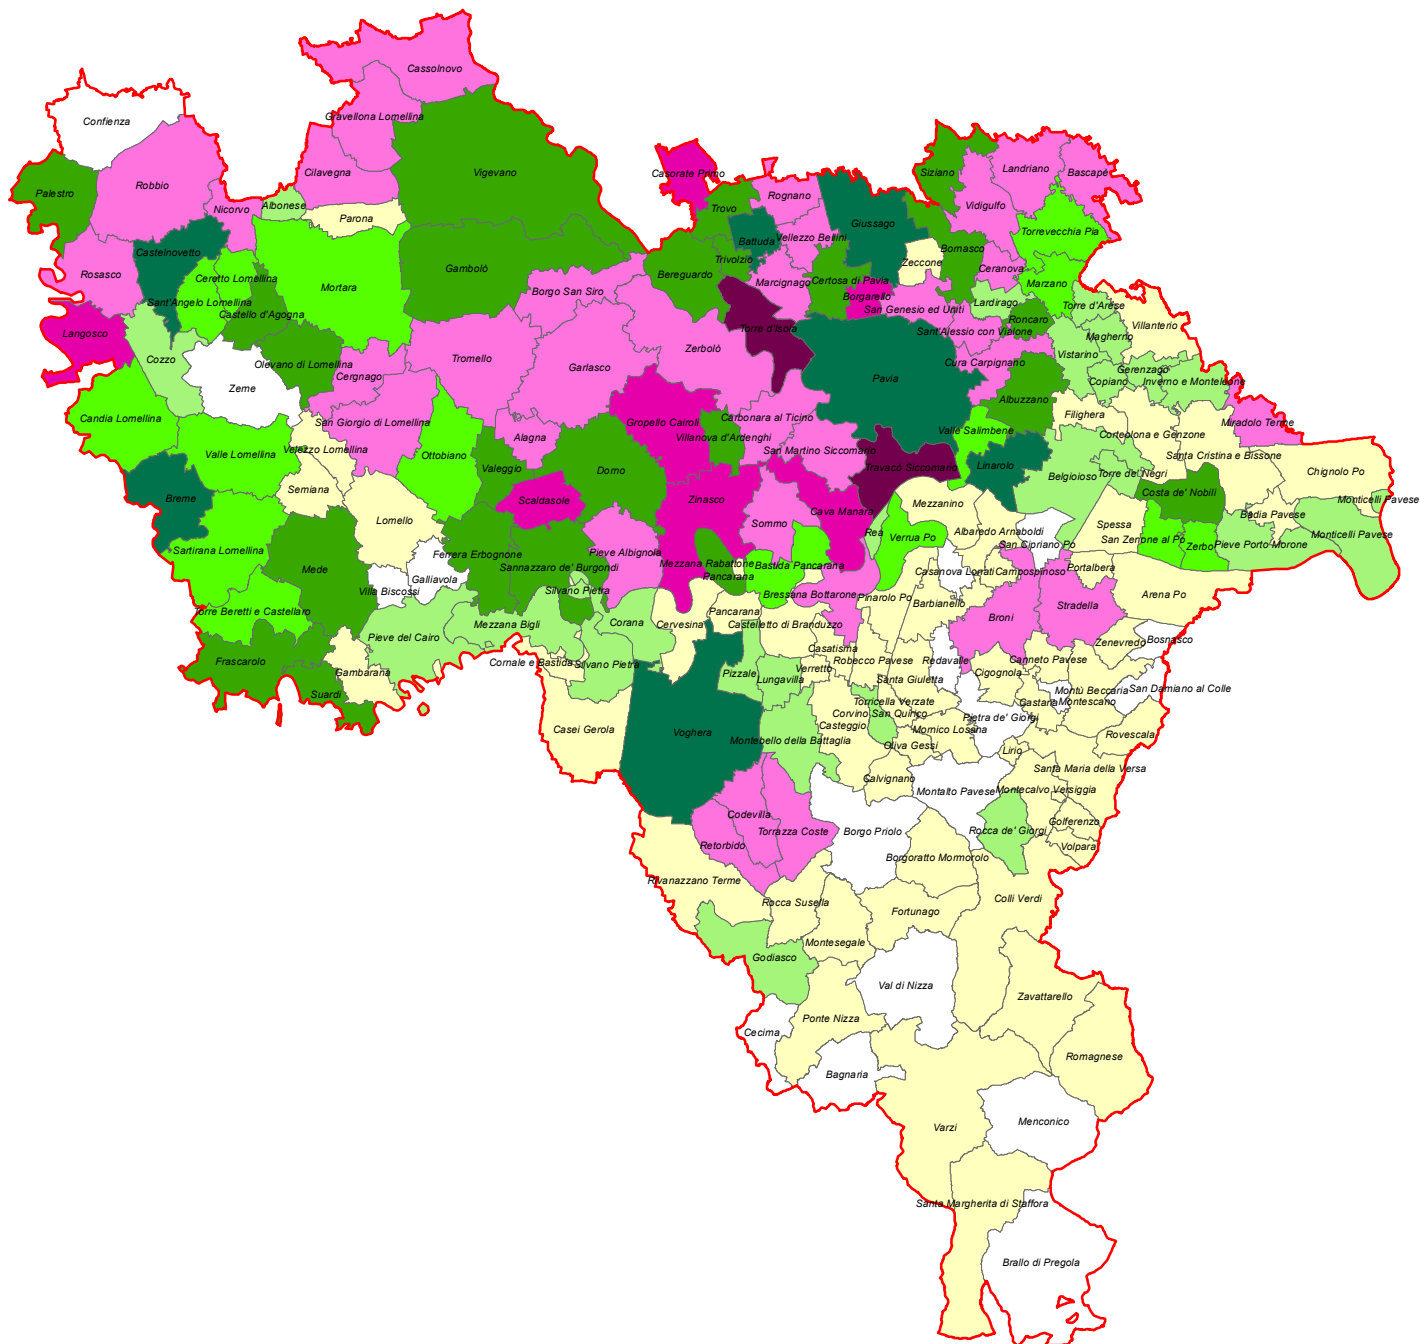 Cassolnovo
Confienza
Gravellona Lomellina
Vigevano
Cilavegna
Robbio
Palestro
Nicorvo
Albonese
Parona
Casorate Primo
Siziano
Landriano
Bascapè
Trovo
Rognano
Vidigulfo
Giussago
Torrevecchia Pia
Battuda
Vellezzo Bellini
Bornasco
Castelnovetto
Zeccone
Trivolzio
Ceranova
Rosasco
Gambolò
Bereguardo
Ceretto Lomellina
Mortara
Borgo San Siro
Marcignago
Certosa di Pavia
Marzano
Borgarello
Sant'Angelo Lomellina
Lardirago
Torre d'Arese
San Genesio ed Uniti
Castello d'Agogna
Roncaro
Villanterio
Langosco
Torre d'Isola
Sant'Alessio con Vialone
Magherno
Zerbolò
Cozzo
Tromello
Vistarino
Olevano di Lomellina
Cura Carpignano
Garlasco
Gerenzago
Cergnago
Pavia
Copiano
Inverno e Monteleone
Zeme
Albuzzano
Candia Lomellina
Carbonara al Ticino
Filighera
San Giorgio di Lomellina
Gropello Cairoli
Miradolo Terme
Valle Salimbene
Alagna
Villanova d'Ardenghi
Corteolona e Genzone
Velezzo Lomellina
San Martino Siccomario
Valle Lomellina
Ottobiano
Santa Cristina e Bissone
Valeggio
Domo
Travacò Siccomario
Linarolo
Chignolo Po
Torre de' Negri
Belgioioso
Semiana
Costa de' Nobili
Breme
Scaldasole
Zinasco
Monticelli Pavese
Mezzanino
Cava Manara
Badia Pavese
Lomello
Sommo
Spessa
Rea
Albaredo Arnaboldi
Monticelli Pavese
Verrua Po
San Zenone al Po
Sartirana Lomellina
San Cipriano Po
Zerbo
Pieve Porto Morone
Pieve Albignola
Ferrera Erbognone
Mezzana Rabattone
Bastida Pancarana
Mede
Sannazzaro de' Burgondi
Portalbera
Casanova Lonati
Campospinoso
Galliavola
Pancarana
Villa Biscossi
Silvano Pietra
Bressana Bottarone
Pinarolo Po
Arena Po
Barbianello
Stradella
Torre Beretti e Castellaro
Pancarana
Broni
Corana
Cervesina
Castelletto di Branduzzo
Mezzana Bigli
Pieve del Cairo
Bosnasco
Zenevredo
Casatisma
Frascarolo
Robecco Pavese
Redavalle
Canneto Pavese
Cornale e Bastida
Silvano Pietra
Verretto
Gambarana
Pizzale
Cigognola
Lungavilla
Santa Giuletta
San Damiano al Colle
Suardi
Montù Beccaria
Torricella Verzate
Castana
Montescano
Corvino San Quirico
Pietra de' Giorgi
Casteggio
Casei Gerola
Voghera
Mornico Losana
Rovescala
Montebello della Battaglia
Oliva Gessi
Lirio
Santa Maria della Versa
Calvignano
Montalto Pavese
Montecalvo Versiggia
Codevilla
Golferenzo
Torrazza Coste
Borgo Priolo
Rocca de' Giorgi
Retorbido
Volpara
Borgoratto Mormorolo
Rivanazzano Terme
Colli Verdi
Rocca Susella
Fortunago
Montesegale
Godiasco
Val di Nizza
Zavattarello
Ponte Nizza
Cecima
Romagnese
Bagnaria
Menconico
Varzi
Santa Margherita di Staffora
Brallo di Pregola